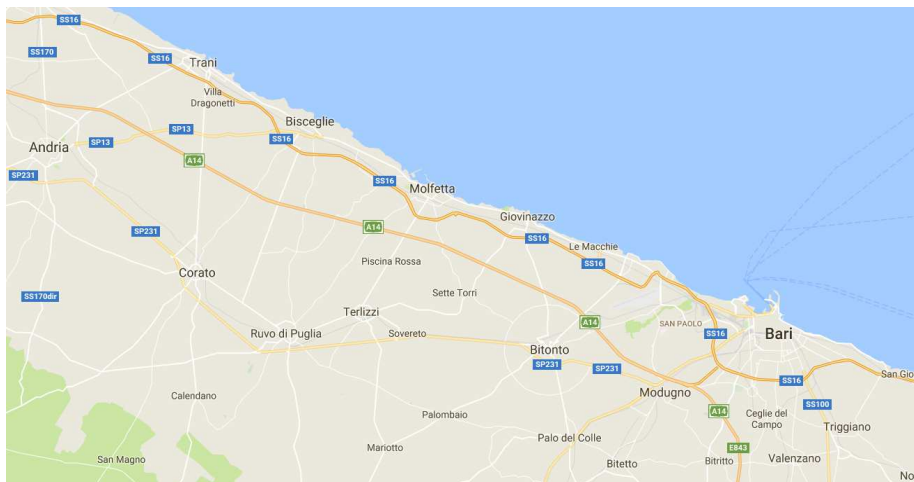 SS16
SS170
SS16
Trani
Villa
Dragonetti
Bisceglie
SP13
SP13
SS16
Andria
A14
SP231
SS16
Molfetta
Giovinazzo
SP231
A14
SS16
Le Macchie
Piscina Rossa
SS16
Corato
SS170dir
Sette Torri
Terlizzi
A14
SAN PAOLO
SS16
Bari
Ruvo di Puglia
Sovereto
Bitonto
SP231
SP231
San Gio
SS16
Modugno
Calendano
SS100
A14
Palombaio
Ceglie del
Campo
Triggiano
Palo del Colle
Mariotto
E843
San Magno
Bitetto
Bitritto
Valenzano
No